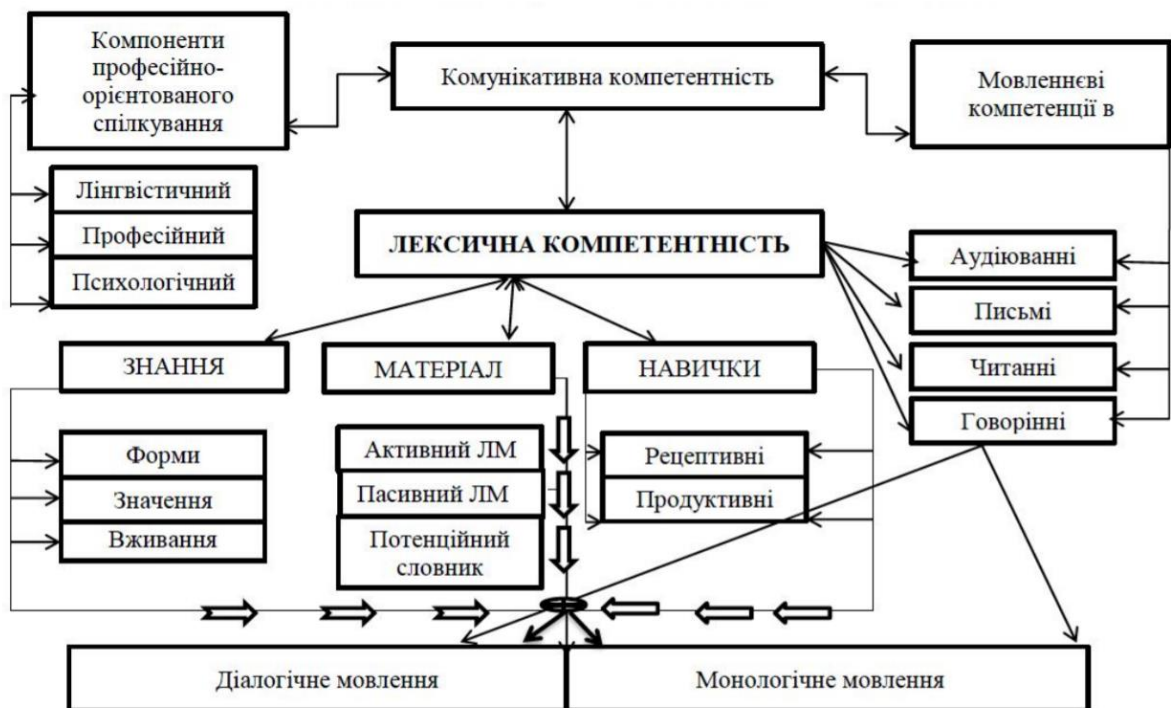 Компоненти
професійно-
орієнтованого
спілкування
Комунікативна компетентність
Мовленнєві
компетенції в
Лінгвістичний
Професійний
Психологічний
ЛЕКСИЧНА КОМПЕТЕНТНІСТЬ
Аудіюванні
Письмі
Читанні
Говорінні
ЗНАННЯ
МАТЕРІАЛ
НАВИЧКИ
Форми
Значення
Вживання
Активний ЛМ
Пасивний ЛМ
Потенційний
словник
Рецептивні
Продуктивні
Діалогічне мовлення
Монологічне мовлення